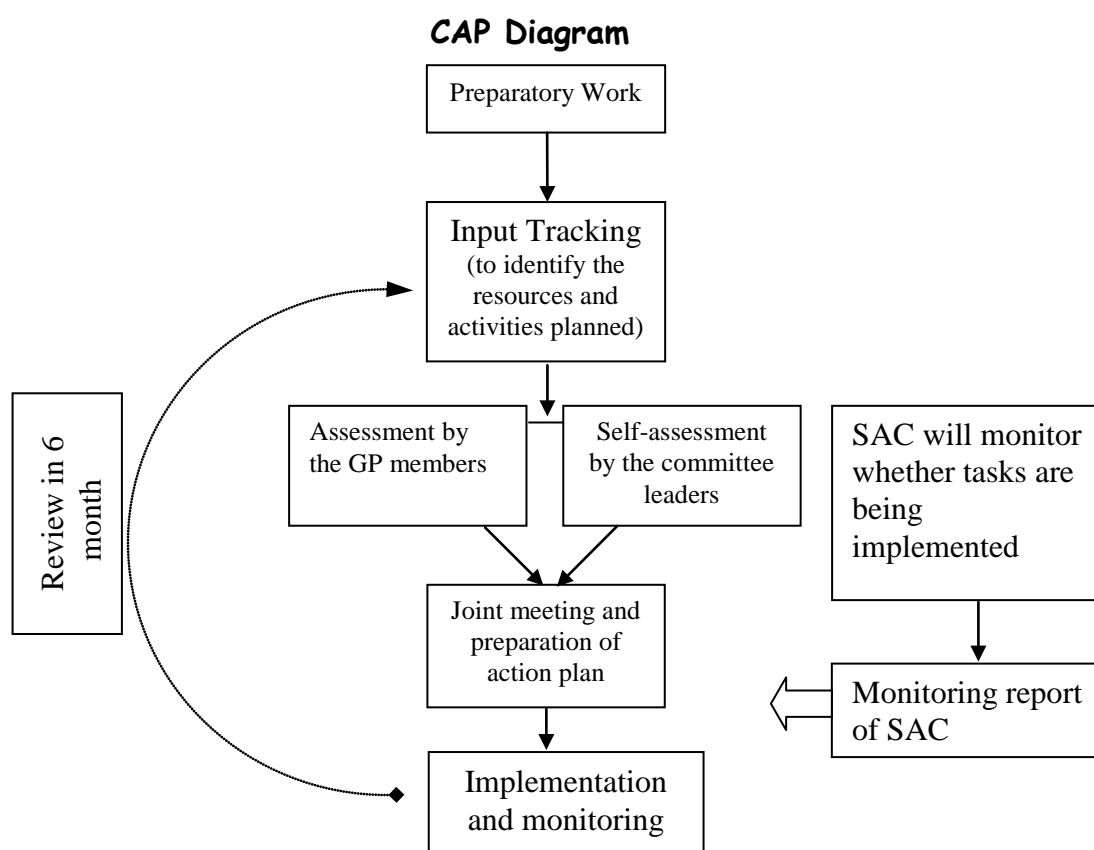 CAP Diagram
Preparatory Work
Input Tracking
(to identify the
resources and
activities planned)
Review in 6
month
Assessment by
the GP members
Self-assessment
by the committee
leaders
SAC will monitor
whether tasks are
being
implemented
Joint meeting and
preparation of
action plan
Monitoring report
of SAC
Implementation
and monitoring